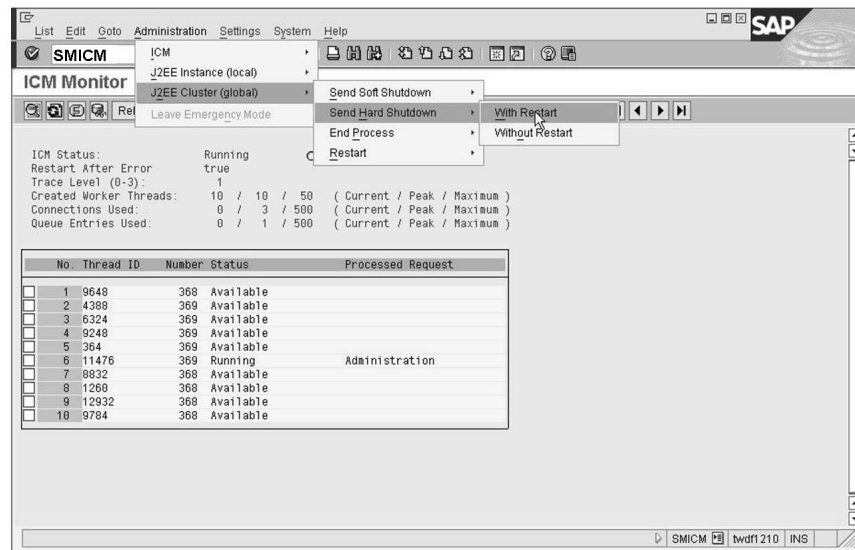 List Edit Goto Administration Settings System Help
SAP
SMICM
ICM
J2EE Instance (local)
ICM Monitor
J2EE Cluster (global)
Send Soft Shutdown
Leave Emergency Mode
Send Hard Shutdown
With Restart
End Process
Without Restart
Restart
ICM Status: Running
Restart After Error true
Trace Level (0-3): 1
Created Worker Threads: 10 / 10 / 50 ( Current / Peak / Maximum )
Connections Used: 0 / 3 / 500 ( Current / Peak / Maximum )
Queue Entries Used: 0 / 1 / 500 ( Current / Peak / Maximum )
No. Thread ID Number Status Processed Request
1 9648 368 Available
2 4388 369 Available
3 6324 369 Available
4 9248 369 Available
5 364 369 Available
6 11476 369 Running Administration
7 8832 368 Available
8 1260 368 Available
9 12932 368 Available
10 9784 368 Available
SMICM twdf1210 INS